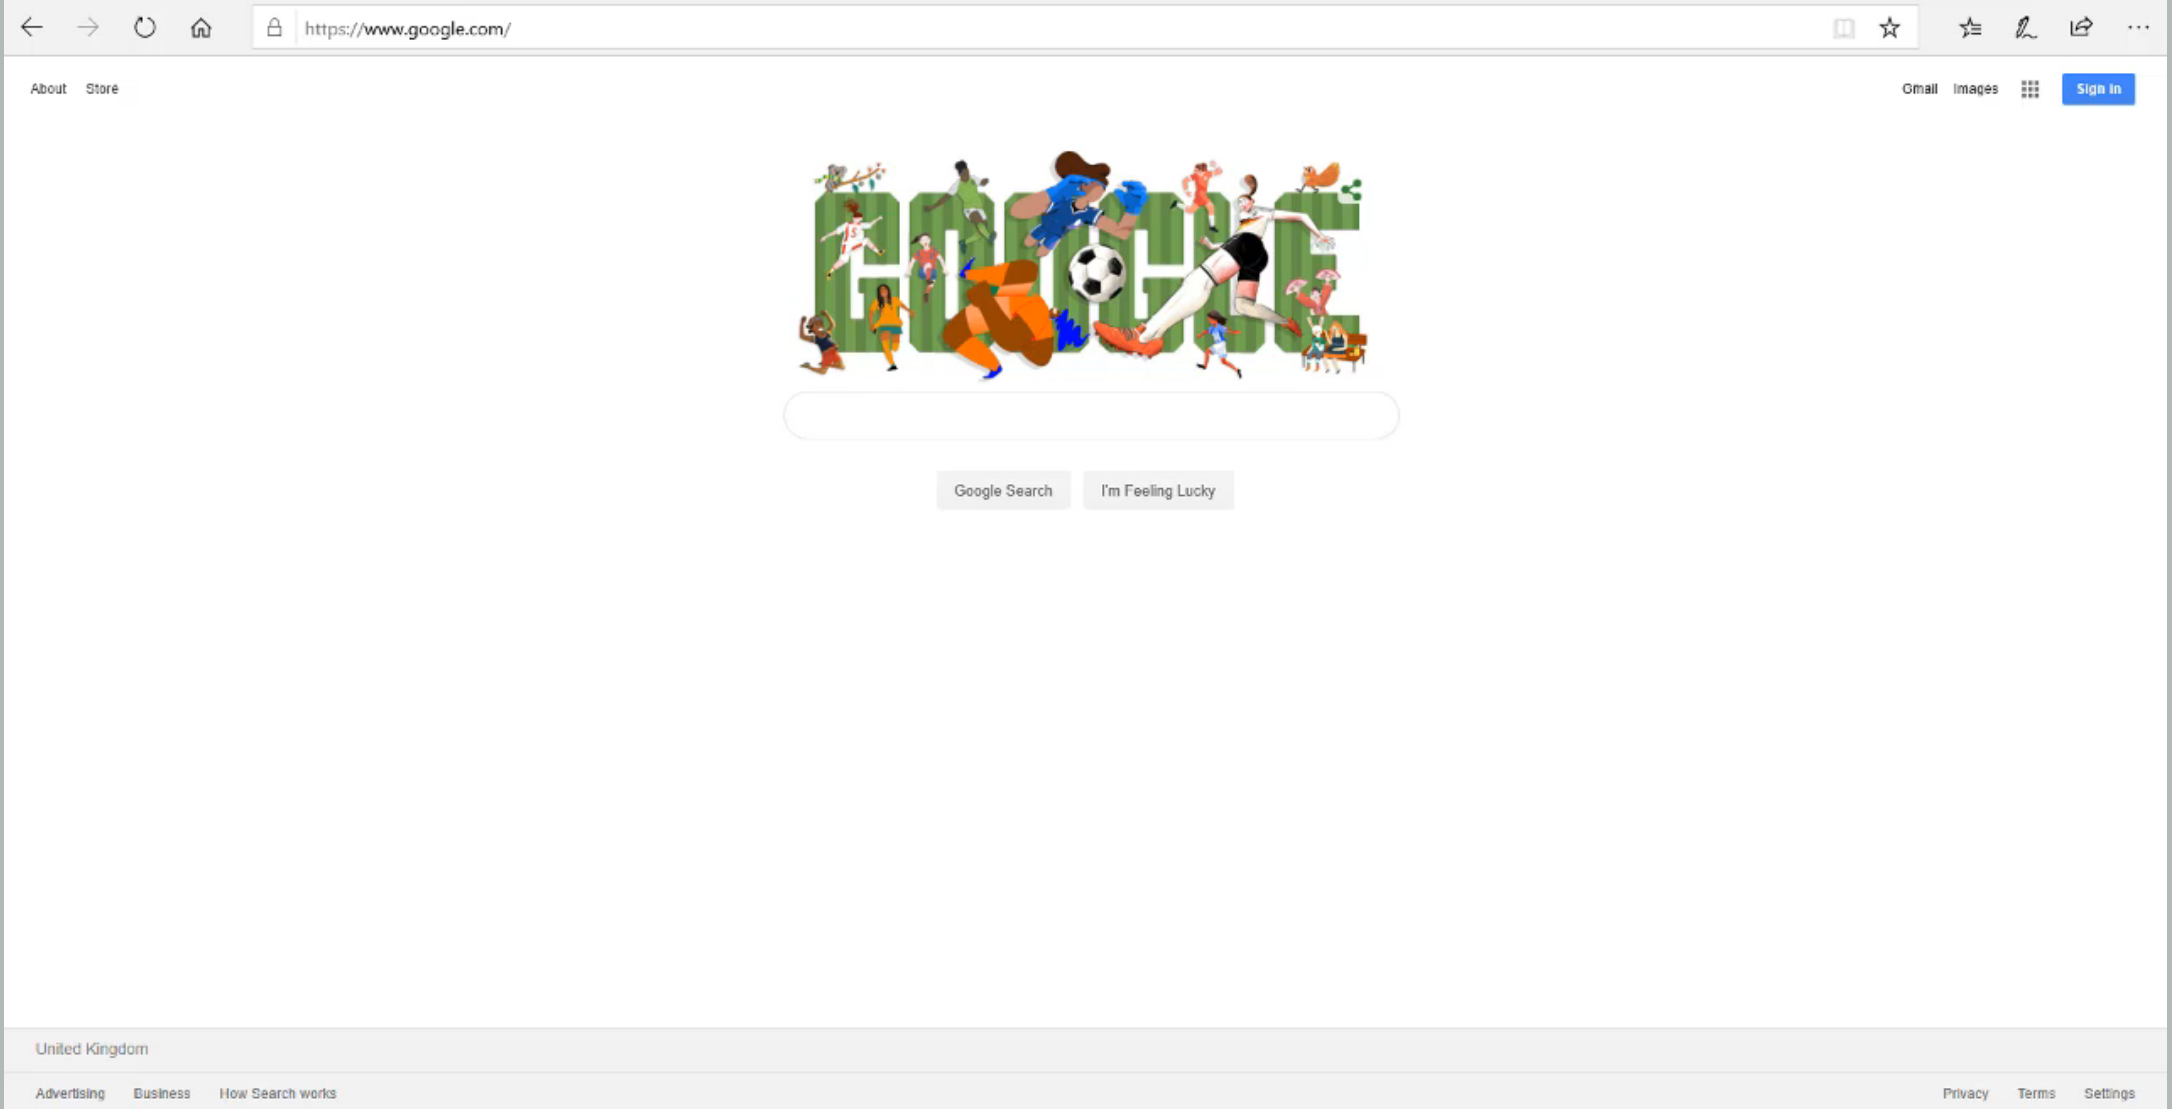 https://www.google.com/
About Store
Gmail Images Sign in
GOOGLE
Google Search I'm Feeling Lucky
United Kingdom
Advertising Business How Search works
Privacy Terms Settings